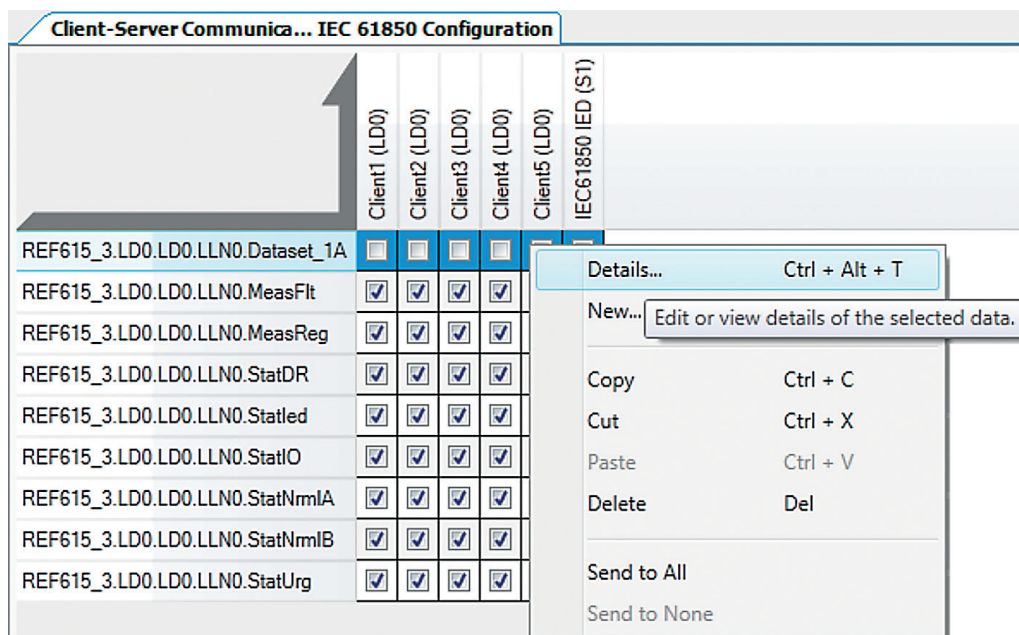 Client-Server Communica... IEC 61850 Configuration
Client1 (LD0)
Client2 (LD0)
Client3 (LD0)
Client4 (LD0)
Client5 (LD0)
IEC61850 IED (S1)
REF615_3.LD0.LD0.LLN0.Dataset_1A
REF615_3.LD0.LD0.LLN0.MeasFlt
REF615_3.LD0.LD0.LLN0.MeasReg
REF615_3.LD0.LD0.LLN0.StatDR
REF615_3.LD0.LD0.LLN0.Statled
REF615_3.LD0.LD0.LLN0.StatIO
REF615_3.LD0.LD0.LLN0.StatNrmlA
REF615_3.LD0.LD0.LLN0.StatNrmlB
REF615_3.LD0.LD0.LLN0.StatUrg
Details... Ctrl + Alt + T
New...
Edit or view details of the selected data.
Copy Ctrl + C
Cut Ctrl + X
Paste Ctrl + V
Delete Del
Send to All
Send to None